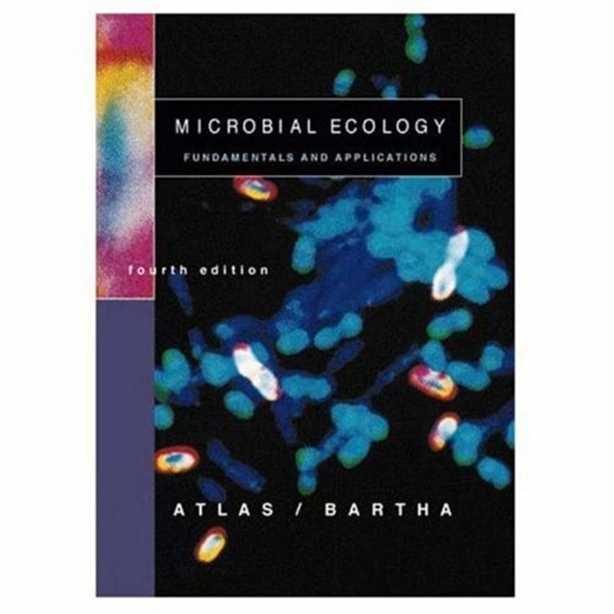 MICROBIAL ECOLOGY
FUNDAMENTALS AND APPLICATIONS
fourth edition
ATLAS / BARTHA